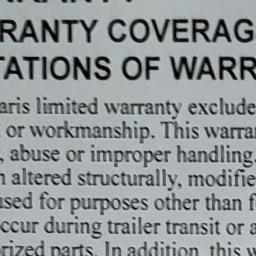 RANTY COVERAG
TATIONS OF WARR
aris limited warranty exclude
or workmanship. This warra
, abuse or improper handling.
n altered structurally, modifie
used for purposes other than f
ccur during trailer transit or a
rized parts. In addition, this w